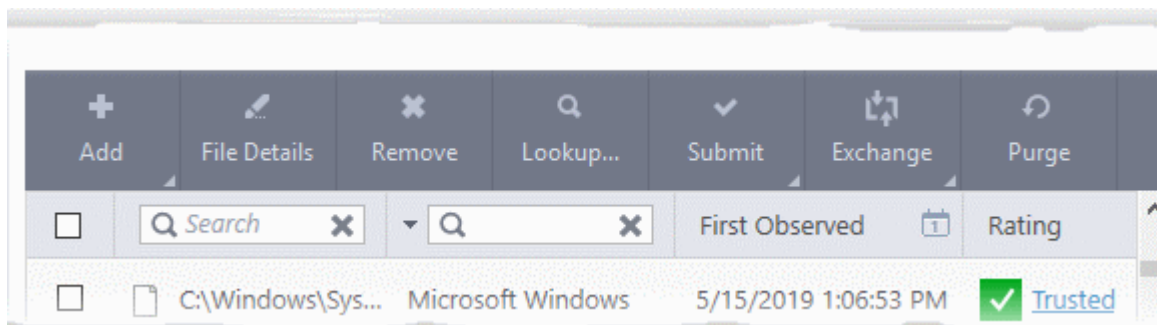 Add File Details Remove Lookup... Submit Exchange Purge
Search First Observed 1 Rating
C:\Windows\Sys... Microsoft Windows 5/15/2019 1:06:53 PM Trusted